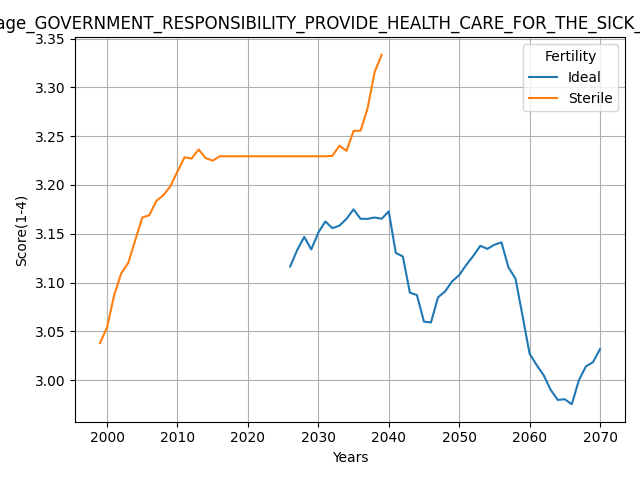 age_GOVERNMENT_RESPONSIBILITY_PROVIDE_HEALTH_CARE_FOR_THE_SICK_
3.35
3.30
3.25
3.20
3.15
3.10
3.05
3.00
Score(1-4)
Fertility
Ideal
Sterile
2000 2010 2020 2030 2040 2050 2060 2070
Years